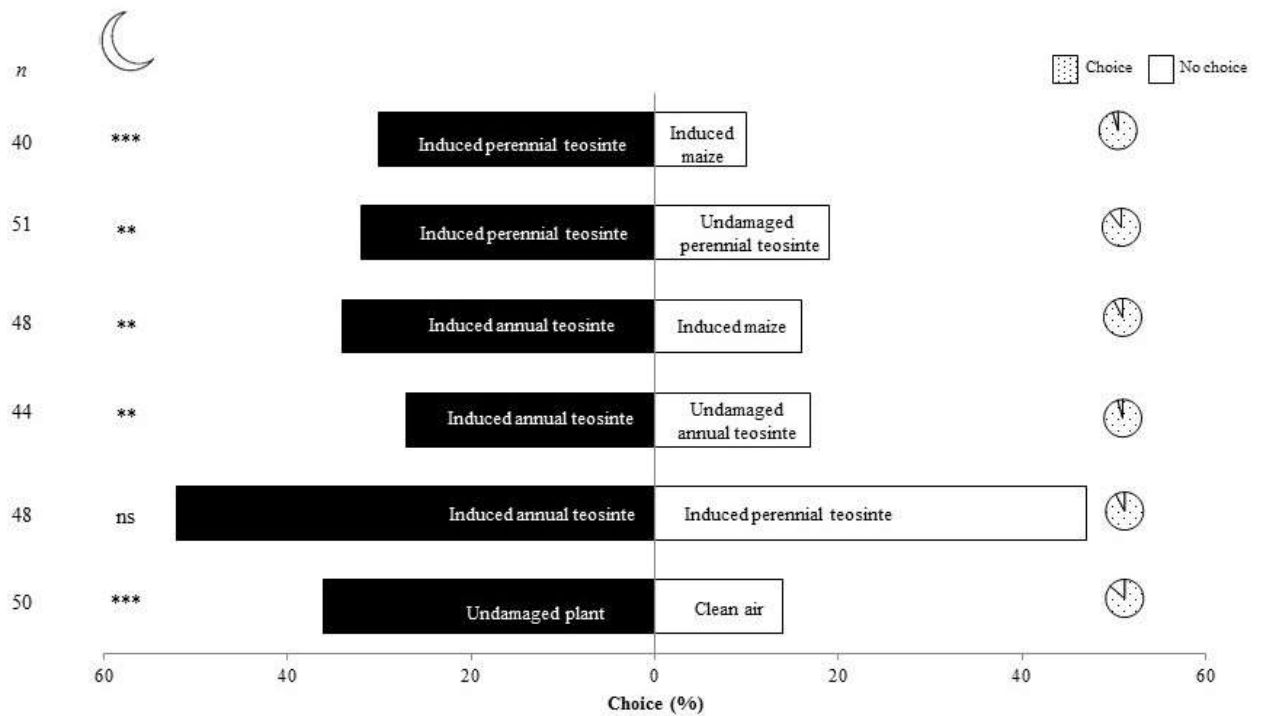 n
Choice No choice
40 *** Induced perennial teosinte Induced
maize
51 ** Induced perennial teosinte Undamaged
perennial teosinte
48 ** Induced annual teosinte Induced maize
44 ** Induced annual teosinte Undamaged
annual teosinte
48 ns Induced annual teosinte Induced perennial teosinte
50 *** Undamaged plant Clean air
60 40 20 0 20 40 60
Choice (%)